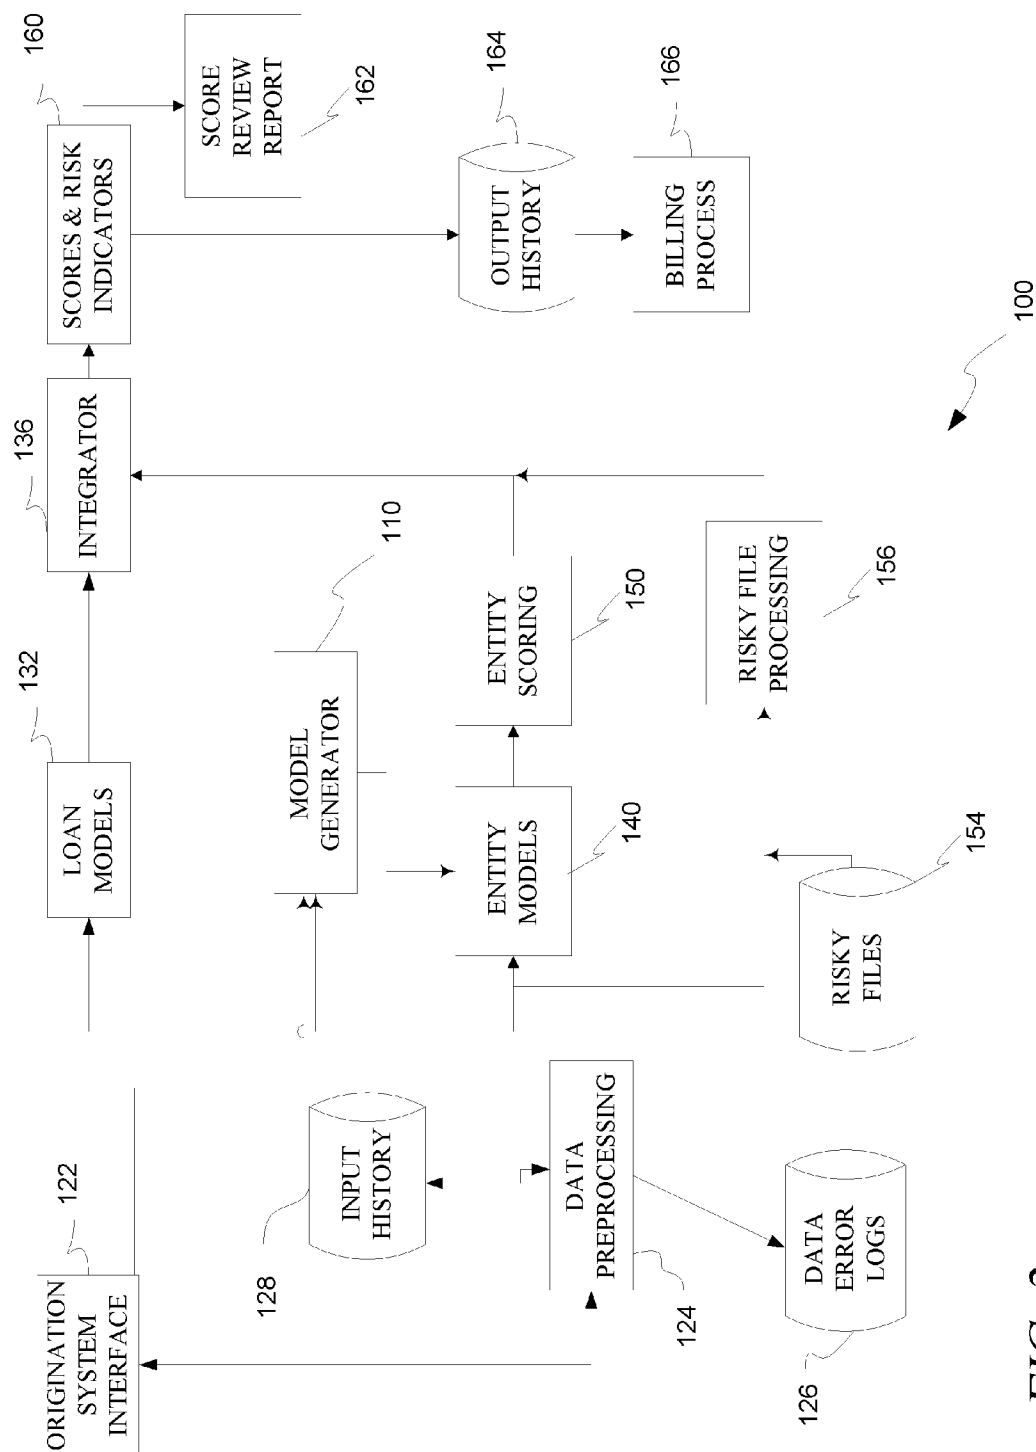 ORIGINATION
SYSTEM
INTERFACE
122
LOAN
MODELS
132
INTEGRATOR
136
SCORES & RISK
INDICATORS
160
SCORE
REVIEW
REPORT
162
128
INPUT
HISTORY
MODEL
GENERATOR
110
DATA
PREPROCESSING
124
ENTITY
MODELS
140
ENTITY
SCORING
150
OUTPUT
HISTORY
164
BILLING
PROCESS
166
DATA
ERROR
LOGS
126
RISKY
FILES
154
RISKY FILE
PROCESSING
156
100
FIG.